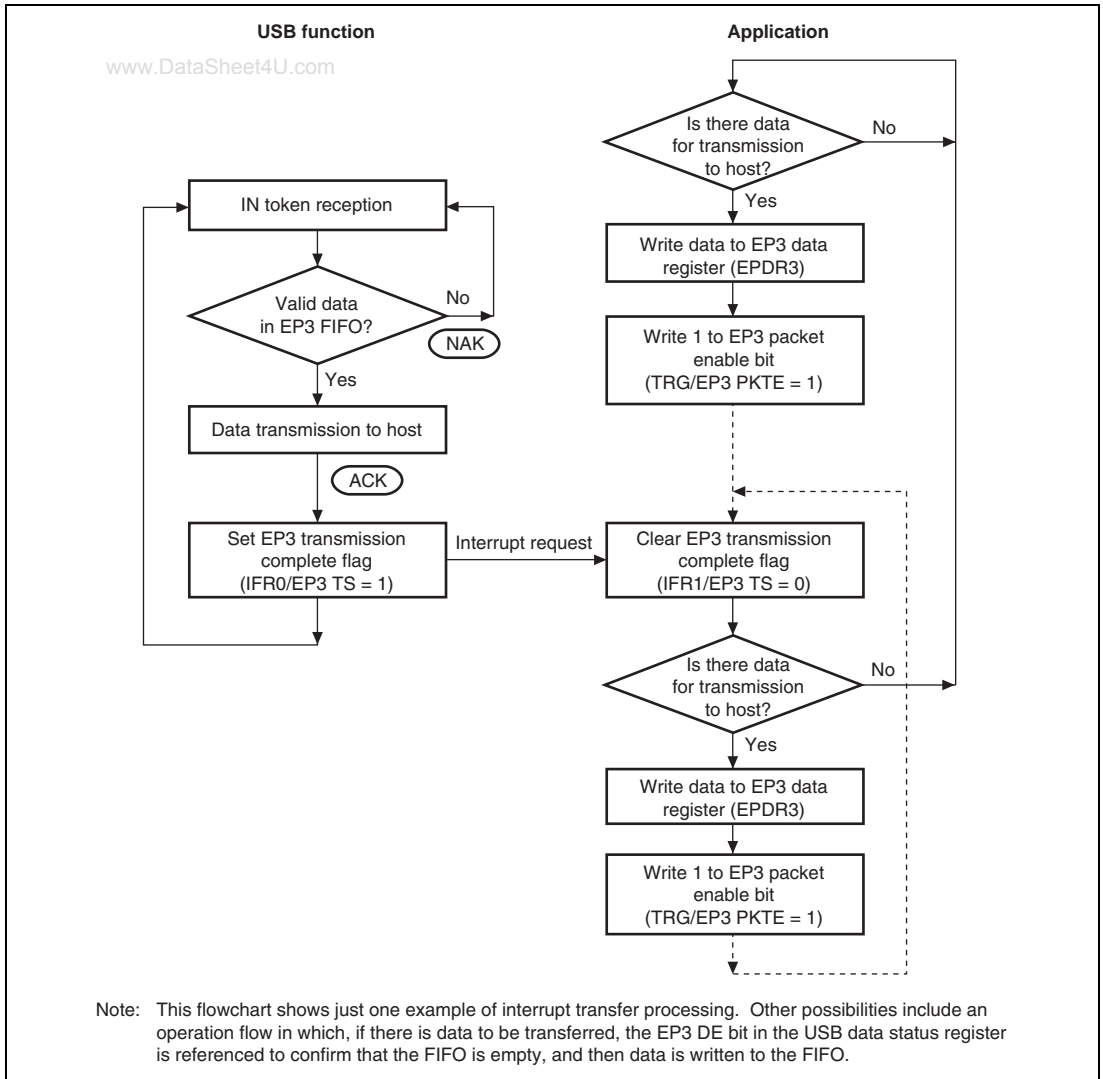 USB function
Application
www.DataSheet4U.com
IN token reception
Valid data
in EP3 FIFO?
No
NAK
Yes
Data transmission to host
ACK
Set EP3 transmission
complete flag
(IFR0/EP3 TS = 1)
Interrupt request
Is there data
for transmission
to host?
No
Yes
Write data to EP3 data
register (EPDR3)
Write 1 to EP3 packet
enable bit
(TRG/EP3 PKTE = 1)
Clear EP3 transmission
complete flag
(IFR1/EP3 TS = 0)
Is there data
for transmission
to host?
No
Yes
Write data to EP3 data
register (EPDR3)
Write 1 to EP3 packet
enable bit
(TRG/EP3 PKTE = 1)
Note: This flowchart shows just one example of interrupt transfer processing. Other possibilities include an
operation flow in which, if there is data to be transferred, the EP3 DE bit in the USB data status register
is referenced to confirm that the FIFO is empty, and then data is written to the FIFO.